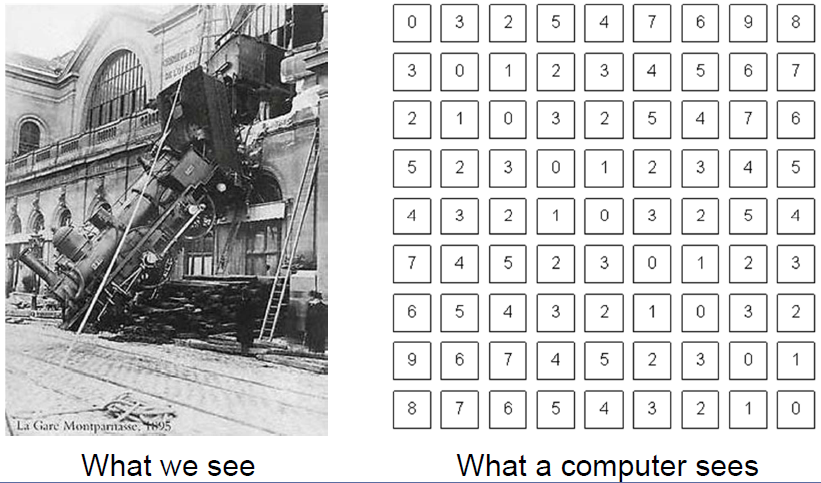 0 3 2 5 4 7 6 9 8
3 0 1 2 3 4 5 6 7
2 1 0 3 2 5 4 7 6
5 2 3 0 1 2 3 4 5
4 3 2 1 0 3 2 5 4
7 4 5 2 3 0 1 2 3
6 5 4 3 2 1 0 3 2
9 6 7 4 5 2 3 0 1
8 7 6 5 4 3 2 1 0
La Gare Montparnasse, 1895
What we see
What a computer sees